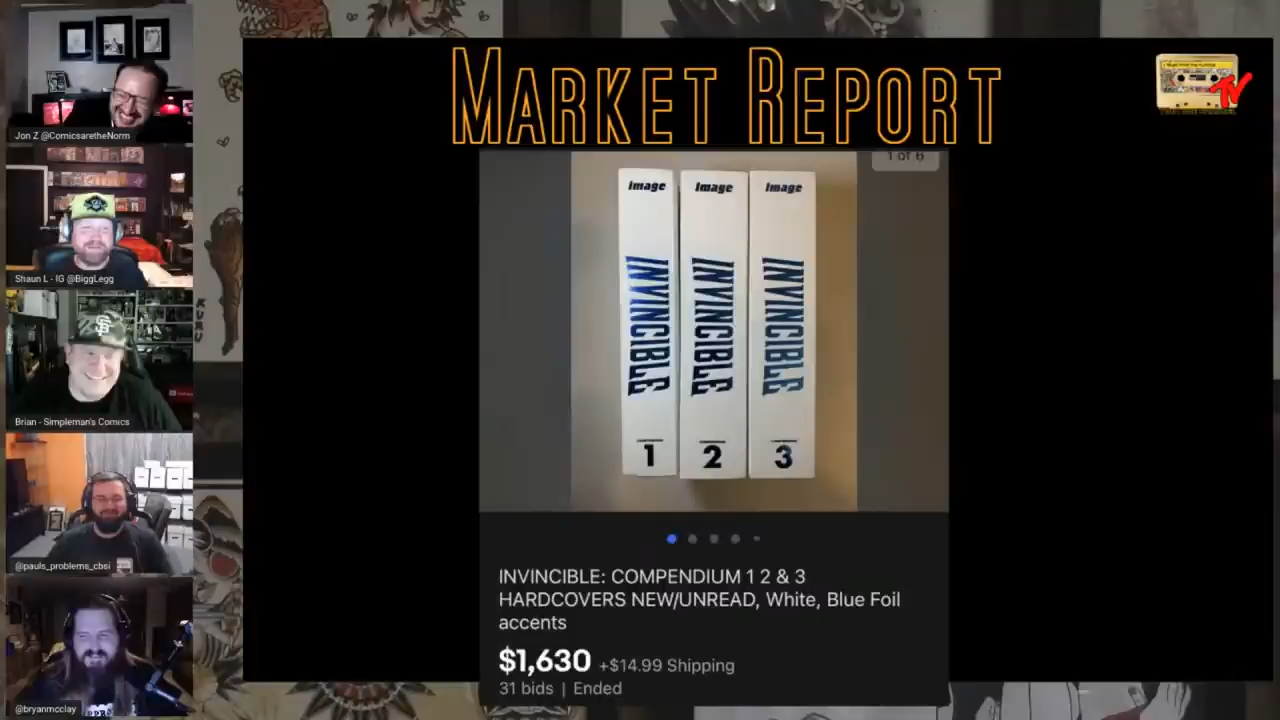 MARKET REPORT
TV
Jon Z @ComicsaretheNorm
Shaun L - IG @BiggLegg
Brian - Simpleman's Comics
@pauls_problems_cbsi
@bryanmcclay
1 of 6
image
image
image
INVINCIBLE
INVINCIBLE
INVINCIBLE
1
2
3
INVINCIBLE: COMPENDIUM 1 2 & 3
HARDCOVERS NEW/UNREAD, White, Blue Foil
accents
$1,630 +$14.99 Shipping
31 bids | Ended